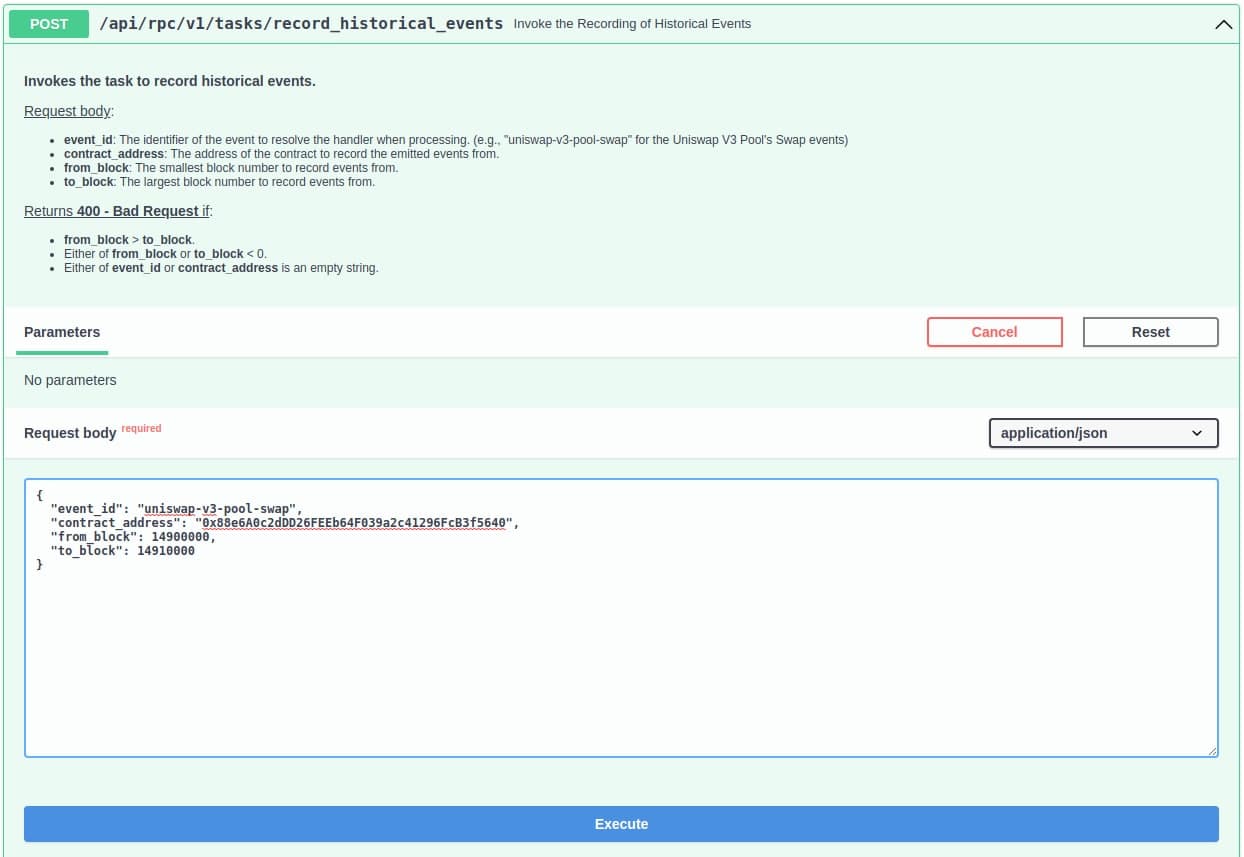 POST /api/rpc/v1/tasks/record_historical_events Invoke the Recording of Historical Events
Invokes the task to record historical events.
Request body:
event_id: The identifier of the event to resolve the handler when processing. (e.g., "uniswap-v3-pool-swap" for the Uniswap V3 Pool's Swap events)
contract_address: The address of the contract to record the emitted events from.
from_block: The smallest block number to record events from.
to_block: The largest block number to record events from.
Returns 400 - Bad Request if:
from_block > to_block.
Either of from_block or to_block < 0.
Either of event_id or contract_address is an empty string.
Parameters
Cancel
Reset
No parameters
Request body required
application/json
{
"event_id": "uniswap-v3-pool-swap",
"contract_address": "0x88e6A0c2dDD26FEEb64F039a2c41296FcB3f5640",
"from_block": 14900000,
"to_block": 14910000
}
Execute